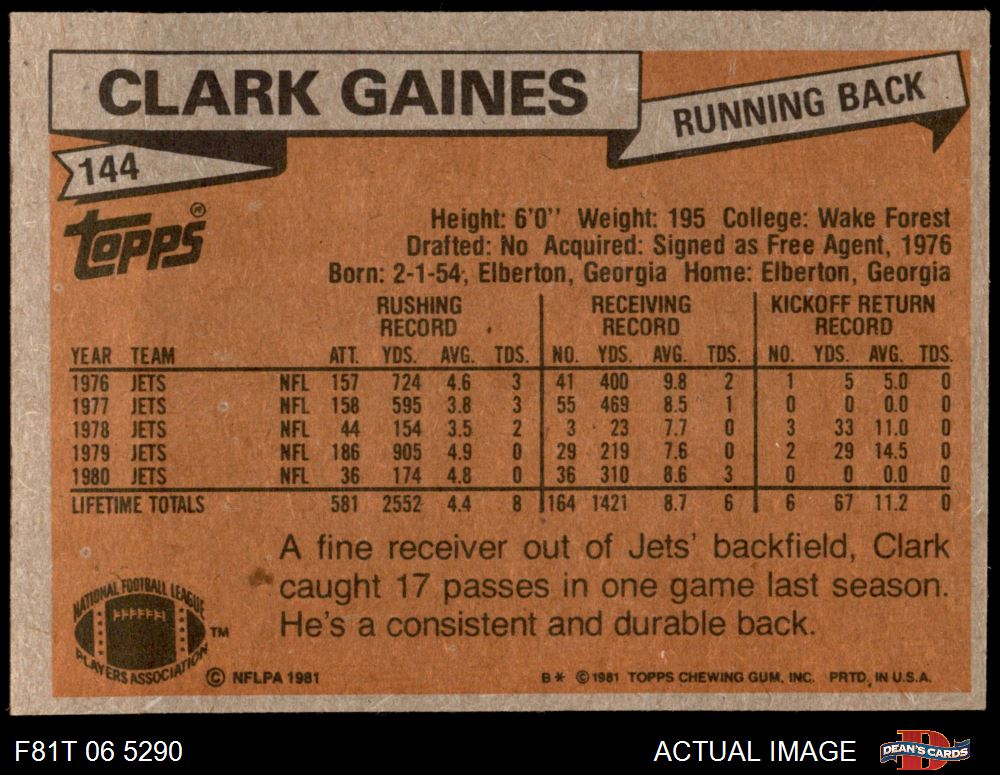 CLARK GAINES
RUNNING BACK
144
Topps®
Height: 6'0'' Weight: 195 College: Wake Forest
Drafted: No Acquired: Signed as Free Agent, 1976
Born: 2-1-54, Elberton, Georgia Home: Elberton, Georgia
RUSHING RECEIVING KICKOFF RETURN
RECORD RECORD RECORD
YEAR TEAM ATT. YDS. AVG. TDS. NO. YDS. AVG. TDS. NO. YDS. AVG. TDS.
1976 JETS NFL 157 724 4.6 3 41 400 9.8 2 1 5 5.0 0
1977 JETS NFL 158 595 3.8 3 55 469 8.5 1 0 0 0.0 0
1978 JETS NFL 44 154 3.5 2 3 23 7.7 0 3 33 11.0 0
1979 JETS NFL 186 905 4.9 0 29 219 7.6 0 2 29 14.5 0
1980 JETS NFL 36 174 4.8 0 36 310 8.6 3 0 0 0.0 0
LIFETIME TOTALS 581 2552 4.4 8 164 1421 8.7 6 6 67 11.2 0
A fine receiver out of Jets' backfield, Clark
caught 17 passes in one game last season.
He's a consistent and durable back.
NATIONAL FOOTBALL LEAGUE
PLAYERS ASSOCIATION TM
© NFLPA 1981
B* © 1981 TOPPS CHEWING GUM, INC. PRTD. IN U.S.A.
F81T 06 5290
ACTUAL IMAGE
D
DEAN'S CARDS